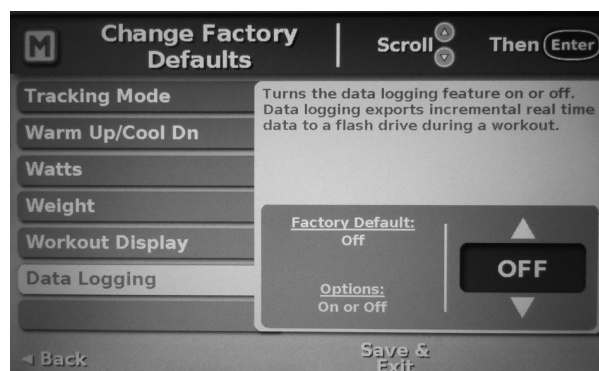 M
Change Factory
Defaults
Scroll
Then Enter
Tracking Mode
Warm Up/Cool Dn
Watts
Weight
Workout Display
Data Logging
Turns the data logging feature on or off.
Data logging exports incremental real time
data to a flash drive during a workout.
Factory Default:
Off
Options:
On or Off
OFF
Back
Save &
Exit